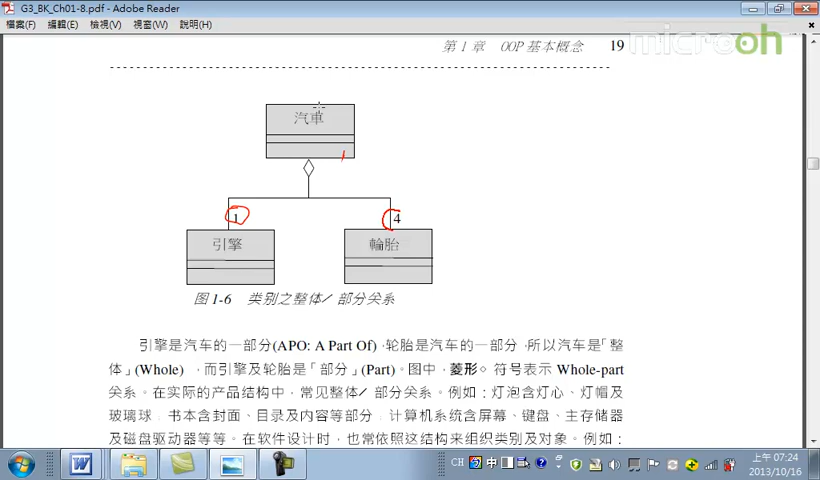 G3_BK_Ch01-8.pdf - Adobe Reader
檔案(F) 編輯(E) 檢視(V) 視窗(W) 說明(H)
microoh
第 1 章 OOP 基本概念 19
汽車
1 4
引擎 輪胎
图 1-6 类别之整体/部分关系
引擎是汽车的一部分(APO: A Part Of),轮胎是汽车的一部分,所以汽车是「整
体」(Whole),而引擎及轮胎是「部分」(Part)。图中,菱形◇ 符号表示 Whole-part
关系。在实际的产品结构中,常见整体/部分关系。例如:灯泡含灯心、灯帽及
玻璃球﹐书本含封面、目录及内容等部分﹔计算机系统含屏幕、键盘、主存储器
及磁盘驱动器等等。在软件设计时,也常依照这结构来组织类别及对象。例如:
CH 中
上午 07:24
2013/10/16